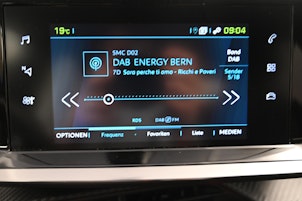 19°C 09:04
SMC D02
DAB ENERGY BERN
7D Sara perche ti amo - Ricchi e Poveri
Band
DAB
Sender
5/18
N
RDS DAB FM
OPTIONEN Frequenz Favoriten Liste MEDIEN